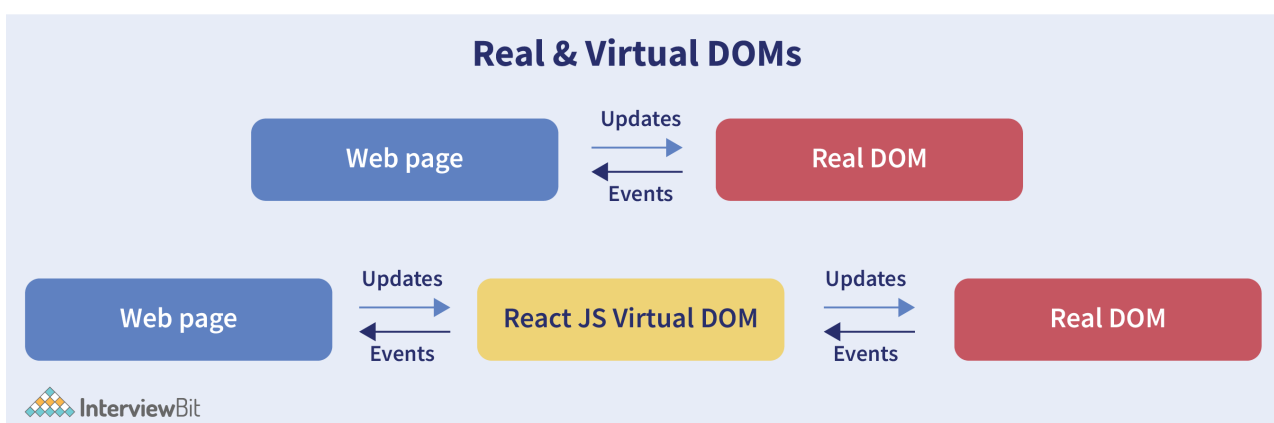 Real & Virtual DOMs
Updates
Web page
Real DOM
Events
Updates
Updates
Web page
React JS Virtual DOM
Real DOM
Events
Events
InterviewBit